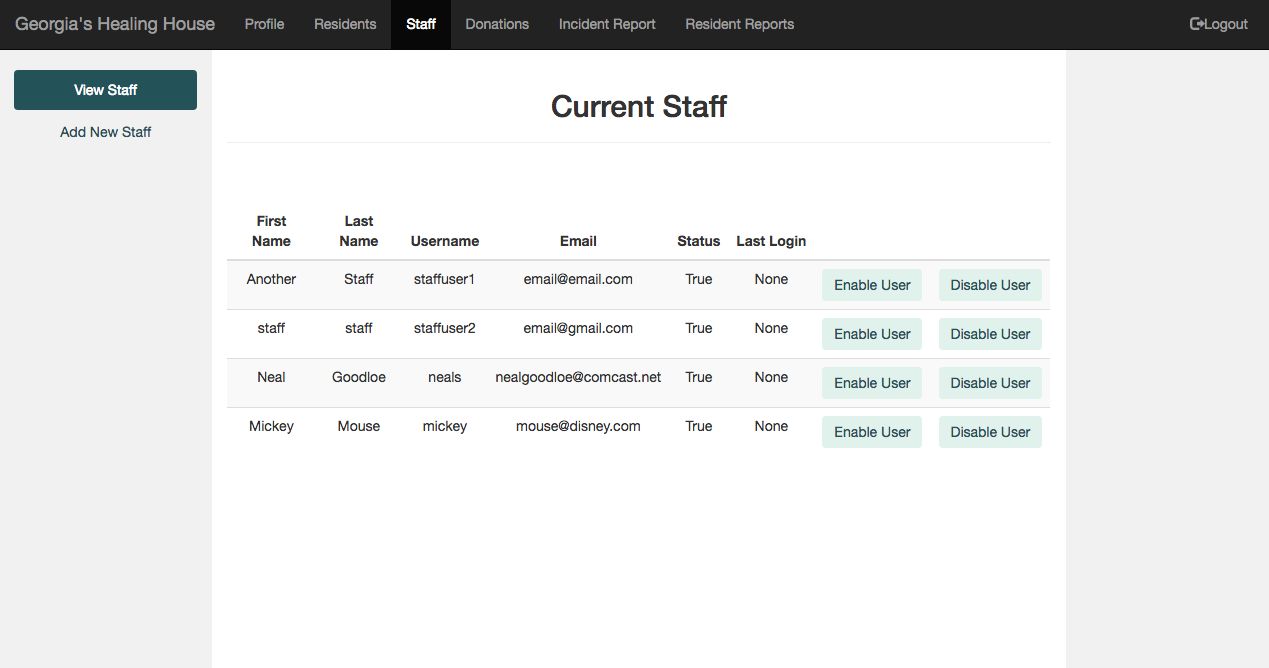 Georgia's Healing House Profile Residents Staff Donations Incident Report Resident Reports Logout
View Staff
Add New Staff
Current Staff
First Name Last Name Username Email Status Last Login
Another Staff staffuser1 email@email.com True None Enable User Disable User
staff staff staffuser2 email@gmail.com True None Enable User Disable User
Neal Goodloe neals nealgoodloe@comcast.net True None Enable User Disable User
Mickey Mouse mickey mouse@disney.com True None Enable User Disable User